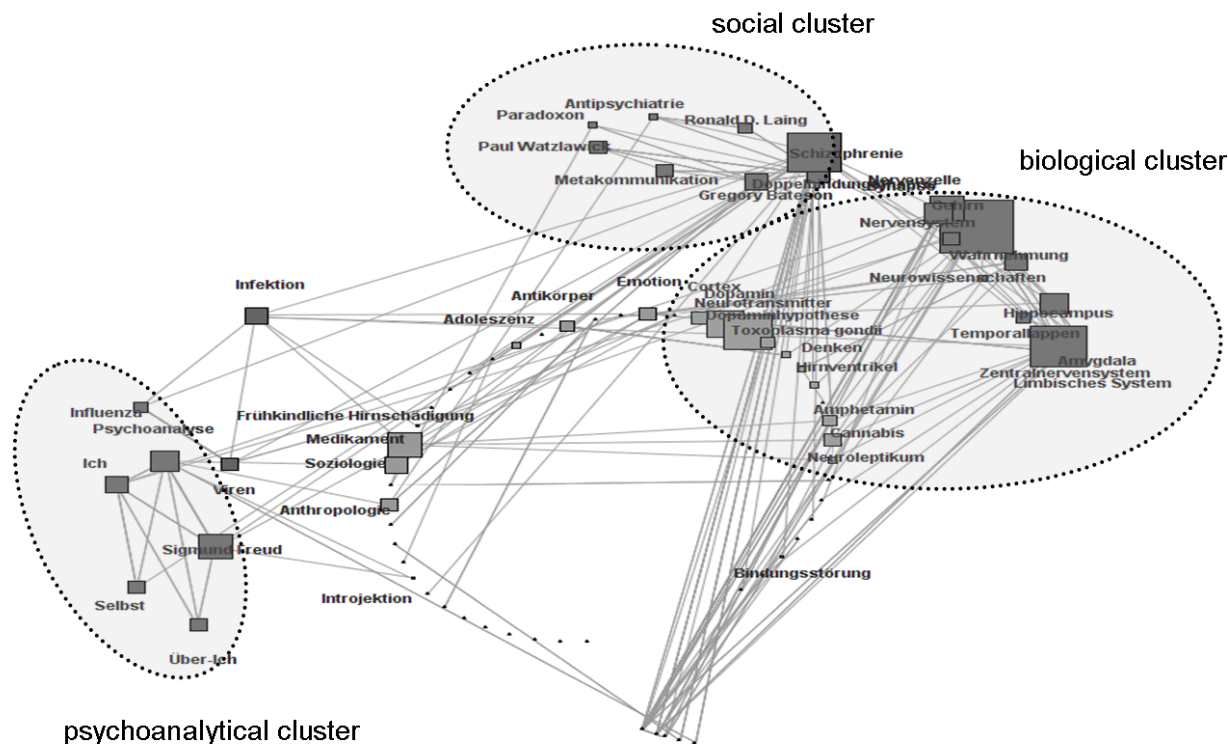 social cluster
Antipsychiatrie
Paradoxon
Ronald D. Laing
Paul Watzlawick
Schizophrenie
biological cluster
Metakommunikation
Nervenzelle
Synapse
Gregory Bateson
Gehirn
Nervensystem
Wahrnehmung
Neurowissenschaften
Infektion
Emotion
Cortex
Antikörper
Dopamin
Neurotransmitter
Adoleszenz
Dopaminhypothese
Hippocampus
Toxoplasma gondii
Temporallappen
Denken
Hirnventrikel
Amygdala
Zentralnervensystem
Limbisches System
Influenza
Frühkindliche Hirnschädigung
Psychoanalyse
Amphetamin
Medikament
Cannabis
Ich
Soziologie
Neuroleptikum
Viren
Anthropologie
Sigmund Freud
Bindungsstörung
Selbst
Introjektion
Über-Ich
psychoanalytical cluster